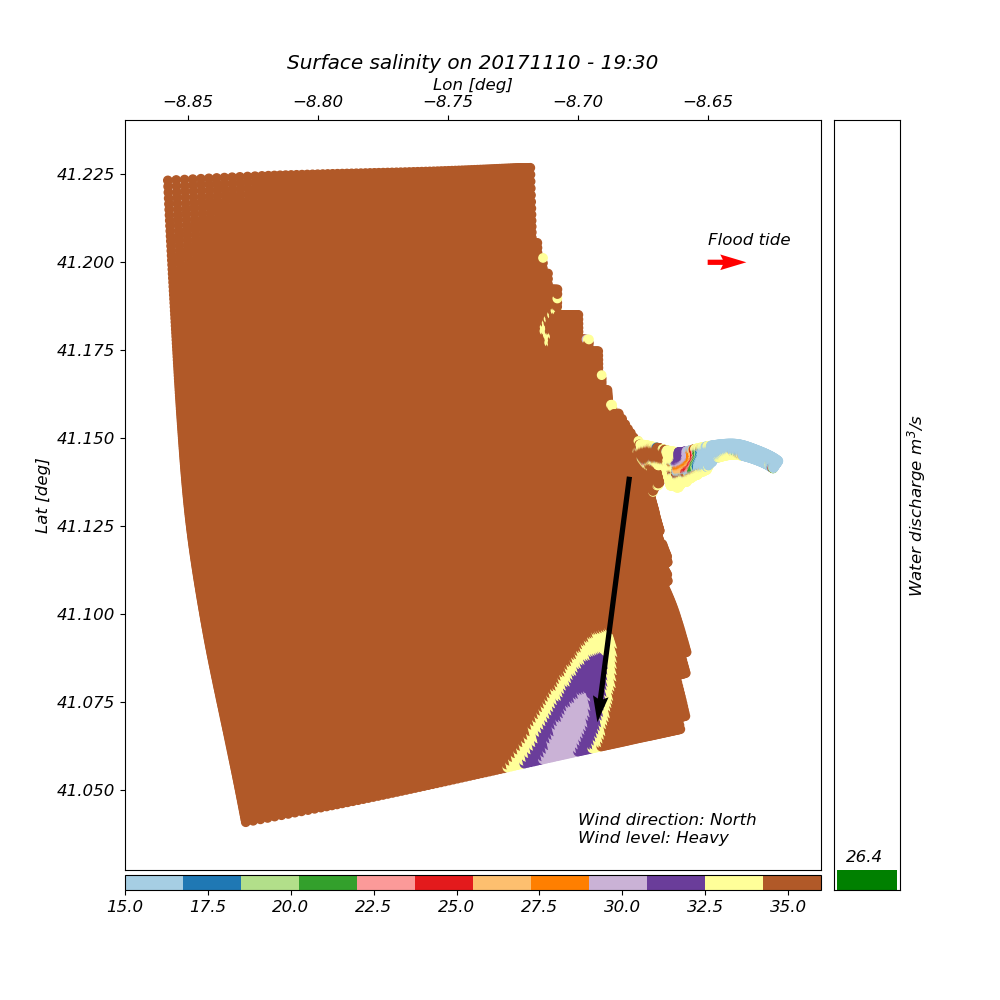 Surface salinity on 20171110 - 19:30
Lon [deg]
−8.85 −8.80 −8.75 −8.70 −8.65
41.225
41.200
41.175
41.150
41.125
41.100
41.075
41.050
Lat [deg]
Flood tide
Wind direction: North
Wind level: Heavy
15.0 17.5 20.0 22.5 25.0 27.5 30.0 32.5 35.0
26.4
Water discharge m³/s